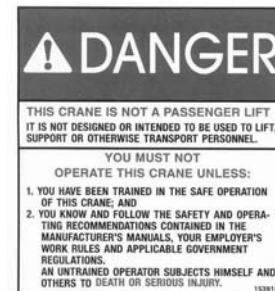 DANGER
THIS CRANE IS NOT A PASSENGER LIFT
IT IS NOT DESIGNED OR INTENDED TO BE USED TO LIFT,
SUPPORT OR OTHERWISE TRANSPORT PERSONNEL.
YOU MUST NOT
OPERATE THIS CRANE UNLESS:
1. YOU HAVE BEEN TRAINED IN THE SAFE OPERATION
OF THIS CRANE; AND
2. YOU KNOW AND FOLLOW THE SAFETY AND OPERA-
TING RECOMMENDATIONS CONTAINED IN THE
MANUFACTURER'S MANUALS, YOUR EMPLOYER'S
WORK RULES AND APPLICABLE GOVERNMENT
REGULATIONS.
AN UNTRAINED OPERATOR SUBJECTS HIMSELF AND
OTHERS TO DEATH OR SERIOUS INJURY.